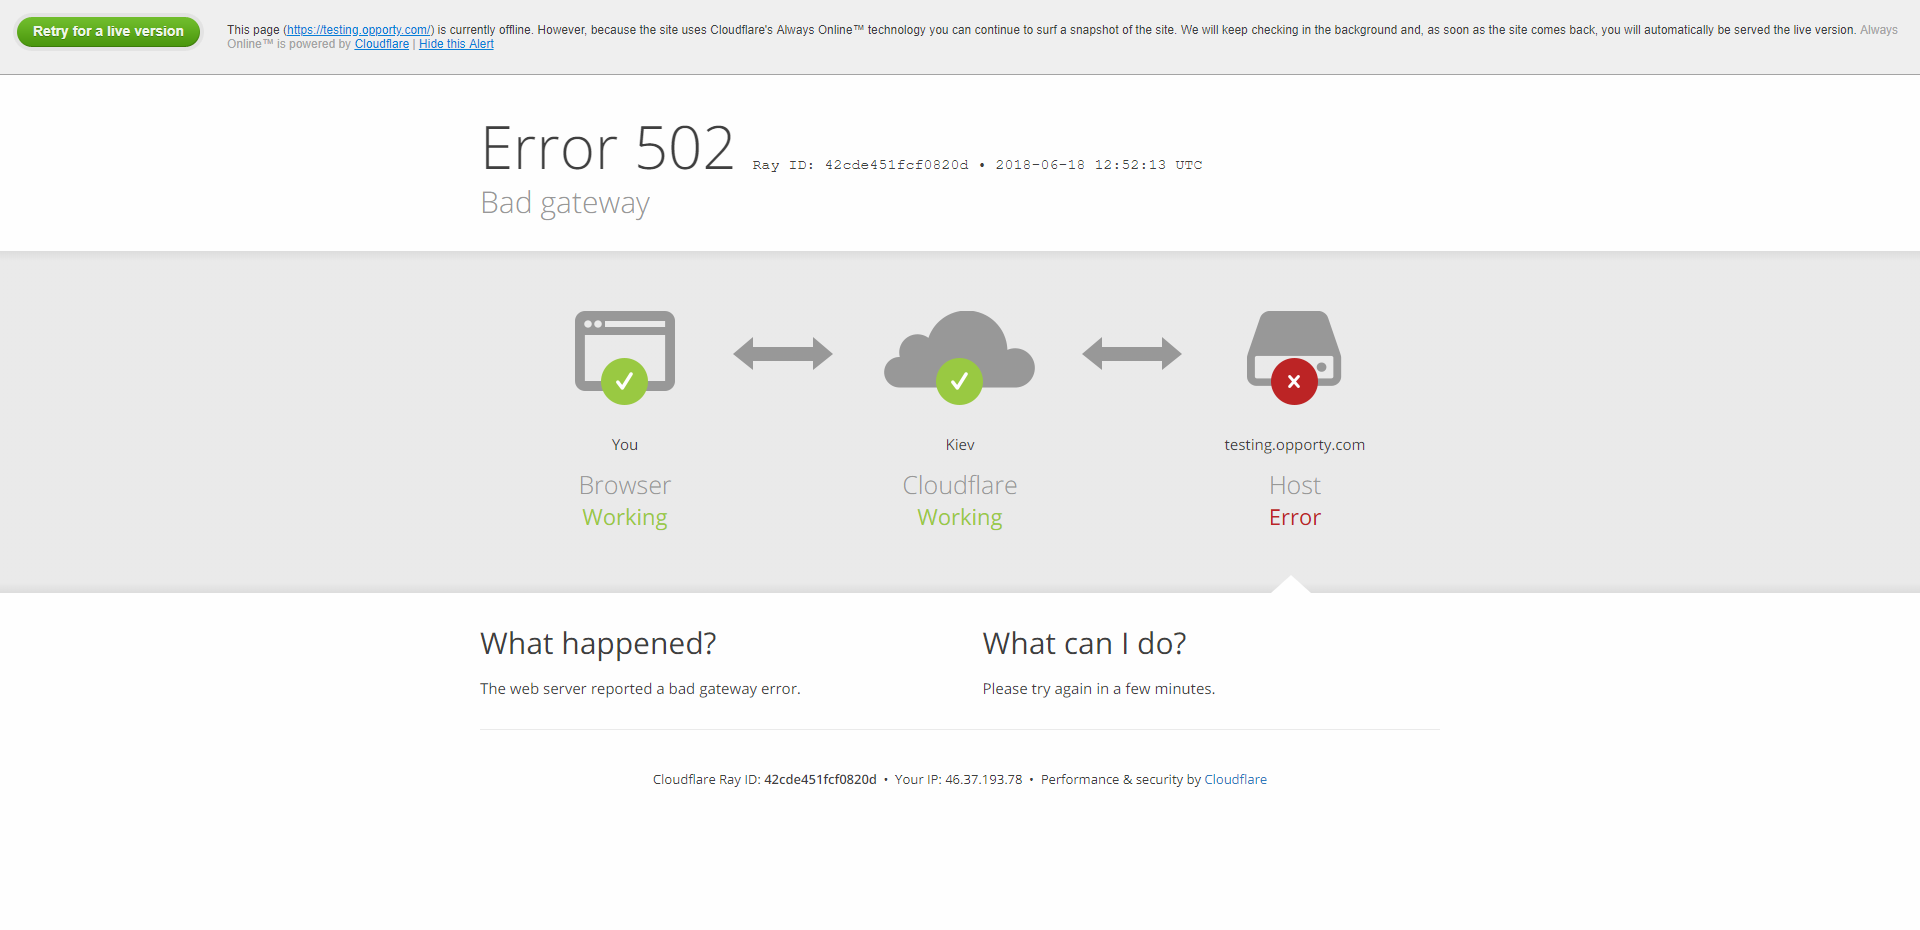 Retry for a live version
This page (https://testing.opporty.com/) is currently offline. However, because the site uses Cloudflare's Always Online™ technology you can continue to surf a snapshot of the site. We will keep checking in the background and, as soon as the site comes back, you will automatically be served the live version. Always
Online™ is powered by Cloudflare | Hide this Alert
Error 502 Ray ID: 42cde451fcf0820d • 2018-06-18 12:52:13 UTC
Bad gateway
You
Browser
Working
Kiev
Cloudflare
Working
testing.opporty.com
Host
Error
What happened?
The web server reported a bad gateway error.
What can I do?
Please try again in a few minutes.
Cloudflare Ray ID: 42cde451fcf0820d • Your IP: 46.37.193.78 • Performance & security by Cloudflare